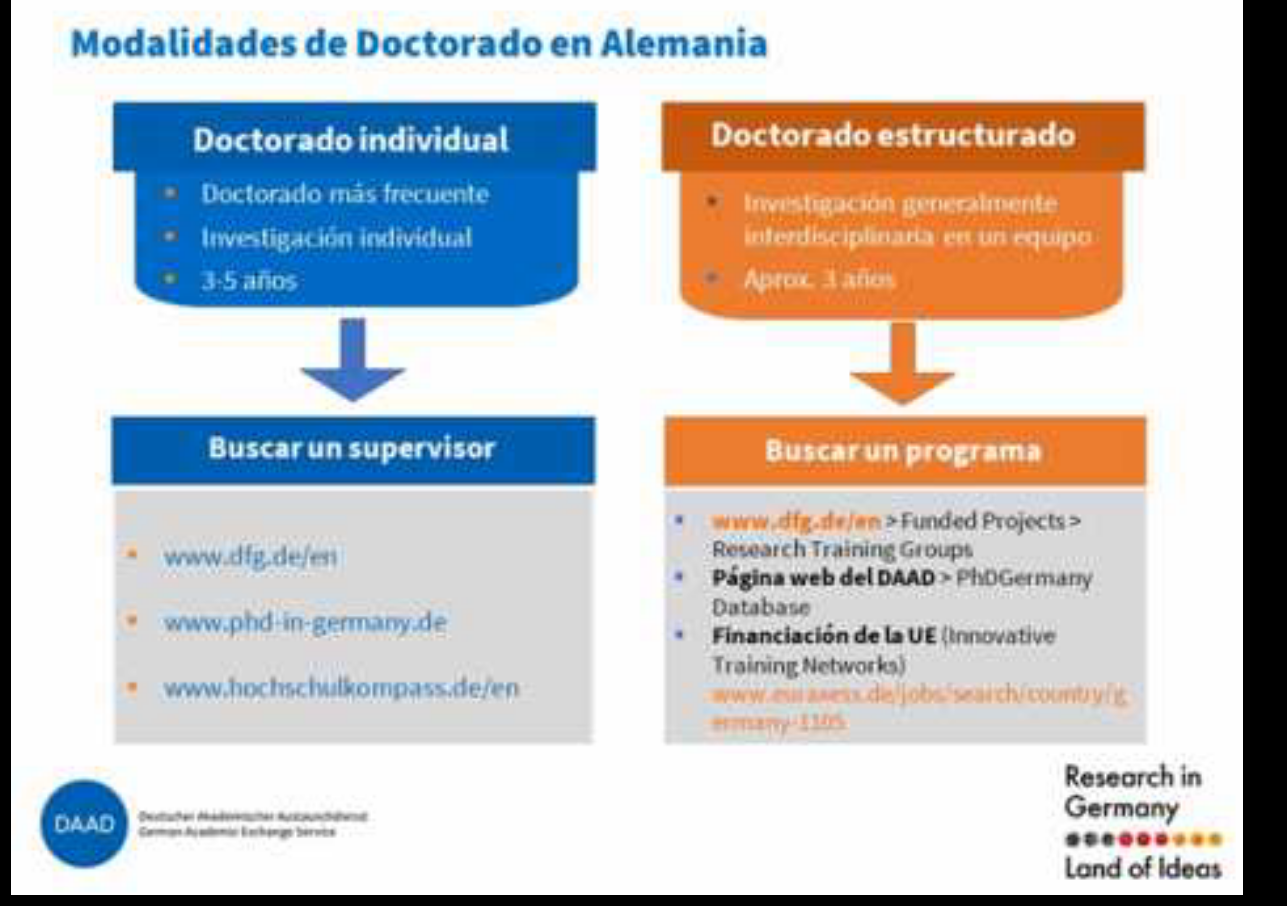 Modalidades de Doctorado en Alemania
Doctorado individual
Doctorado más frecuente
Investigación individual
3-5 años
Buscar un supervisor
www.dfg.de/en
www.phd-in-germany.de
www.hochschulkompass.de/en
Doctorado estructurado
Investigación generalmente
interdisciplinaria en un equipo
Aprox. 3 años
Buscar un programa
www.dfg.de/en > Funded Projects >
Research Training Groups
Página web del DAAD > PhDGermany
Database
Financiación de la UE (Innovative
Training Networks)
www.euraxess.de/jobs/search/country/g
ermany-1105
DAAD
Deutscher Akademischer Austauschdienst
German Academic Exchange Service
Research in
Germany
Land of Ideas